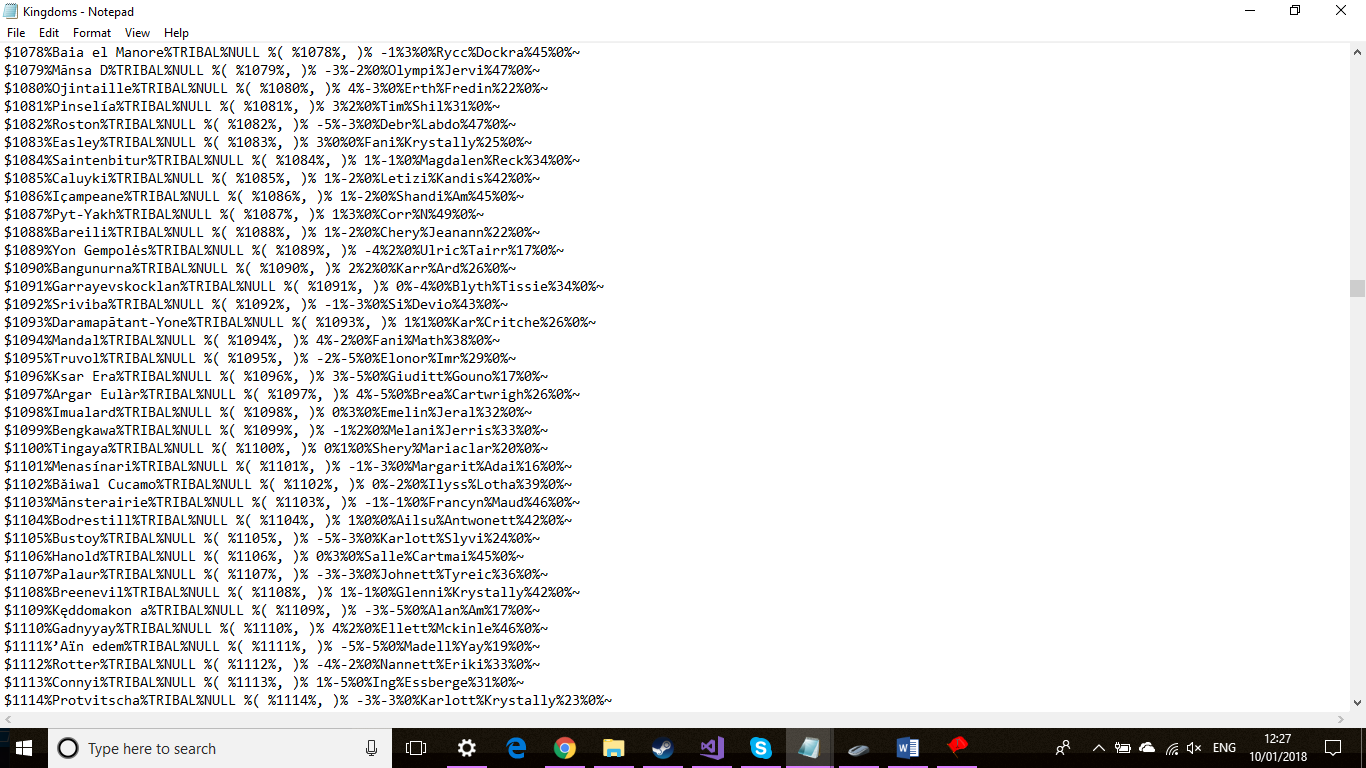 Kingdoms - Notepad
File Edit Format View Help
$1078%Baia el Manore%TRIBAL%NULL %( %1078%, )% -1%3%0%Rycc%Dockra%45%0%~
$1079%Mānsa D%TRIBAL%NULL %( %1079%, )% -3%-2%0%Olympi%Jervi%47%0%~
$1080%Ojintaille%TRIBAL%NULL %( %1080%, )% 4%-3%0%Erth%Fredin%22%0%~
$1081%Pinselía%TRIBAL%NULL %( %1081%, )% 3%2%0%Tim%Shil%31%0%~
$1082%Roston%TRIBAL%NULL %( %1082%, )% -5%-3%0%Debr%Labdo%47%0%~
$1083%Easley%TRIBAL%NULL %( %1083%, )% 3%0%0%Fani%Krystally%25%0%~
$1084%Saintenbitur%TRIBAL%NULL %( %1084%, )% 1%-1%0%Magdalen%Reck%34%0%~
$1085%Caluyki%TRIBAL%NULL %( %1085%, )% 1%-2%0%Letizi%Kandis%42%0%~
$1086%Içampeane%TRIBAL%NULL %( %1086%, )% 1%-2%0%Shandi%Am%45%0%~
$1087%Pyt-Yakh%TRIBAL%NULL %( %1087%, )% 1%3%0%Corr%N%49%0%~
$1088%Bareili%TRIBAL%NULL %( %1088%, )% 1%-2%0%Chery%Jeanann%22%0%~
$1089%Yon Gempolės%TRIBAL%NULL %( %1089%, )% -4%2%0%Ulric%Tairr%17%0%~
$1090%Bangunurna%TRIBAL%NULL %( %1090%, )% 2%2%0%Karr%Ard%26%0%~
$1091%Garrayevskocklan%TRIBAL%NULL %( %1091%, )% 0%-4%0%Blyth%Tissie%34%0%~
$1092%Sriviba%TRIBAL%NULL %( %1092%, )% -1%-3%0%Si%Devio%43%0%~
$1093%Daramapātant-Yone%TRIBAL%NULL %( %1093%, )% 1%1%0%Kar%Critche%26%0%~
$1094%Mandal%TRIBAL%NULL %( %1094%, )% 4%-2%0%Fani%Math%38%0%~
$1095%Truvol%TRIBAL%NULL %( %1095%, )% -2%-5%0%Elonor%Imr%29%0%~
$1096%Ksar Era%TRIBAL%NULL %( %1096%, )% 3%-5%0%Giuditt%Gouno%17%0%~
$1097%Argar Eulàr%TRIBAL%NULL %( %1097%, )% 4%-5%0%Brea%Cartwrigh%26%0%~
$1098%Imualard%TRIBAL%NULL %( %1098%, )% 0%3%0%Emelin%Jeral%32%0%~
$1099%Bengkawa%TRIBAL%NULL %( %1099%, )% -1%2%0%Melani%Jerris%33%0%~
$1100%Tingaya%TRIBAL%NULL %( %1100%, )% 0%1%0%Shery%Mariaclar%20%0%~
$1101%Menasínari%TRIBAL%NULL %( %1101%, )% -1%-3%0%Margarit%Adai%16%0%~
$1102%Băiwal Cucamo%TRIBAL%NULL %( %1102%, )% 0%-2%0%Ilyss%Lotha%39%0%~
$1103%Mānsterairie%TRIBAL%NULL %( %1103%, )% -1%-1%0%Francyn%Maud%46%0%~
$1104%Bodrestill%TRIBAL%NULL %( %1104%, )% 1%0%0%Ailsu%Antwonett%42%0%~
$1105%Bustoy%TRIBAL%NULL %( %1105%, )% -5%-3%0%Karlott%Slyvi%24%0%~
$1106%Hanold%TRIBAL%NULL %( %1106%, )% 0%3%0%Salle%Cartmai%45%0%~
$1107%Palaur%TRIBAL%NULL %( %1107%, )% -3%-3%0%Johnett%Tyreic%36%0%~
$1108%Breenevil%TRIBAL%NULL %( %1108%, )% 1%-1%0%Glenni%Krystally%42%0%~
$1109%Kęddomakon a%TRIBAL%NULL %( %1109%, )% -3%-5%0%Alan%Am%17%0%~
$1110%Gadnyyay%TRIBAL%NULL %( %1110%, )% 4%2%0%Ellett%Mckinle%46%0%~
$1111%’Aïn edem%TRIBAL%NULL %( %1111%, )% -5%-5%0%Madell%Yay%19%0%~
$1112%Rotter%TRIBAL%NULL %( %1112%, )% -4%-2%0%Nannett%Eriki%33%0%~
$1113%Connyi%TRIBAL%NULL %( %1113%, )% 1%-5%0%Ing%Essberge%31%0%~
$1114%Protvitscha%TRIBAL%NULL %( %1114%, )% -3%-3%0%Karlott%Krystally%23%0%~
Type here to search
ENG
12:27
10/01/2018